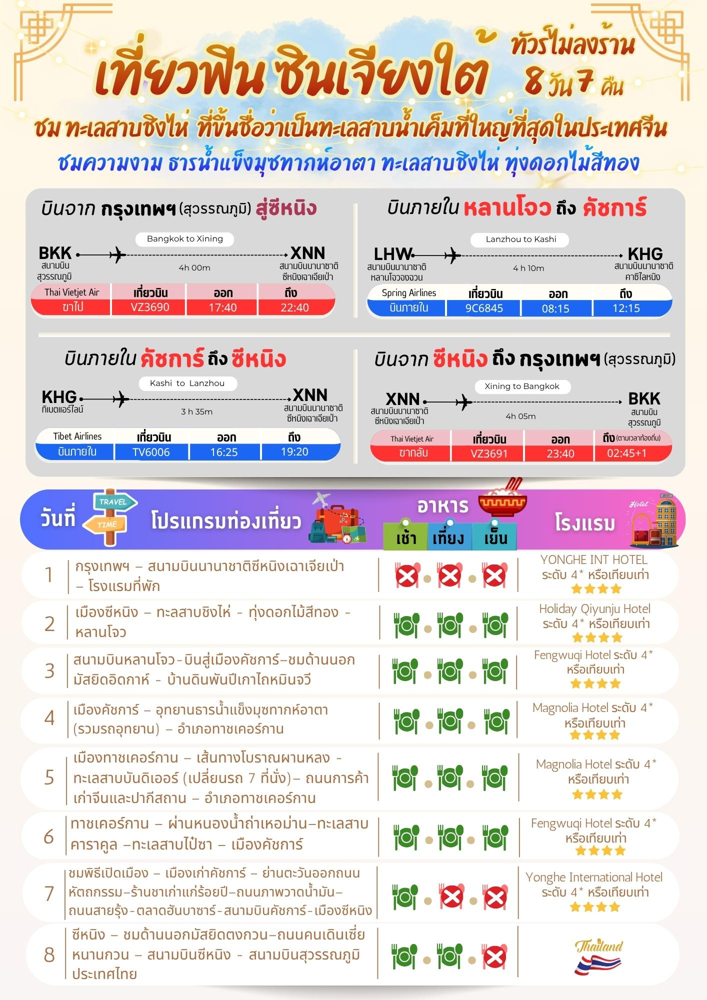 เที่ยวฟิน ซินเจียงใต้
ทัวร์ไม่ลงร้าน
8 วัน 7 คืน
ชม ทะเลสาบชิงไห่ ที่ขึ้นชื่อว่าเป็นทะเลสาบน้ำเค็มที่ใหญ่ที่สุดในประเทศจีน
ชมความงาม ธารน้ำแข็งมุซทากห์อาตา ทะเลสาบชิงไห่ ทุ่งดอกไม้สีทอง
บินจาก กรุงเทพฯ (สุวรรณภูมิ) สู่ซีหนิง
Bangkok to Xining
BKK XNN
สนามบิน
สุวรรณภูมิ
4h 00m
สนามบินนานาชาติ
ซีหนิงเฉาเจียเป่า
Thai Vietjet Air เที่ยวบิน ออก ถึง
ขาไป VZ3690 17:40 22:40
บินภายใน หลานโจว ถึง คัชการ์
Lanzhou to Kashi
LHW KHG
สนามบินนานาชาติ
หลานโจวจงฉวน
4 h 10m
สนามบินนานาชาติ
คาซิไลหนิง
Spring Airlines เที่ยวบิน ออก ถึง
บินภายใน 9C6845 08:15 12:15
บินภายใน คัชการ์ ถึง ซีหนิง
Kashi to Lanzhou
KHG XNN
ทิเบตแอร์ไลน์
3 h 35m
สนามบินนานาชาติ
ซีหนิงเฉาเจียเป่า
Tibet Airlines เที่ยวบิน ออก ถึง
บินภายใน TV6006 16:25 19:20
บินจาก ซีหนิง ถึง กรุงเทพฯ (สุวรรณภูมิ)
Xining to Bangkok
XNN BKK
สนามบินนานาชาติ
ซีหนิงเฉาเจียเป่า
4h 05m
สนามบิน
สุวรรณภูมิ
Thai Vietjet Air เที่ยวบิน ออก ถึง (ตามเวลาท้องถิ่น)
ขากลับ VZ3691 23:40 02:45+1
วันที่
TRAVEL
TIME
โปรแกรมท่องเที่ยว
อาหาร
เช้า เที่ยง เย็น
โรงแรม
Hotel
1
กรุงเทพฯ – สนามบินนานาชาติซีหนิงเฉาเจียเป่า
– โรงแรมที่พัก
YONGHE INT HOTEL
ระดับ 4* หรือเทียบเท่า
2
เมืองซีหนิง – ทะลสาบชิงไห่ - ทุ่งดอกไม้สีทอง -
หลานโจว
Holiday Qiyunju Hotel
ระดับ 4* หรือเทียบเท่า
3
สนามบินหลานโจว-บินสู่เมืองคัชการ์–ชมด้านนอก
มัสยิดอิดกาห์ - บ้านดินพันปีเกาไถหมินจวี
Fengwuqi Hotel ระดับ 4*
หรือเทียบเท่า
4
เมืองคัชการ์ – อุทยานธารน้ำแข็งมุซทากห์อาตา
(รวมรถอุทยาน) – อำเภอทาชเคอร์กาน
Magnolia Hotel ระดับ 4*
หรือเทียบเท่า
5
เมืองทาชเคอร์กาน – เส้นทางโบราณผานหลง -
ทะเลสาบบันดิเออร์ (เปลี่ยนรถ 7 ที่นั่ง)– ถนนการค้า
เก่าจีนและปากีสถาน – อำเภอทาชเคอร์กาน
Magnolia Hotel ระดับ 4*
หรือเทียบเท่า
6
ทาชเคอร์กาน – ผ่านหนองน้ำถ่าเหอม่าน–ทะเลสาบ
คาราคูล –ทะเลสาบไป๋ซา – เมืองคัชการ์
Fengwuqi Hotel ระดับ 4*
หรือเทียบเท่า
7
ชมพิธีเปิดเมือง – เมืองเก่าคัชการ์ – ย่านตะวันออกถนน
หัตถกรรม–ร้านชาเก่าแก่ร้อยปี–ถนนภาพวาดน้ำมัน–
ถนนสายรุ้ง-ตลาดฮันบาซาร์-สนามบินคัชการ์-เมืองซีหนิง
Yonghe International Hotel
ระดับ 4* หรือเทียบเท่า
8
ซีหนิง – ชมด้านนอกมัสยิดตงกวน–ถนนคนเดินเซี่ย
หนานกวน – สนามบินซีหนิง - สนามบินสุวรรณภูมิ
ประเทศไทย
Thailand